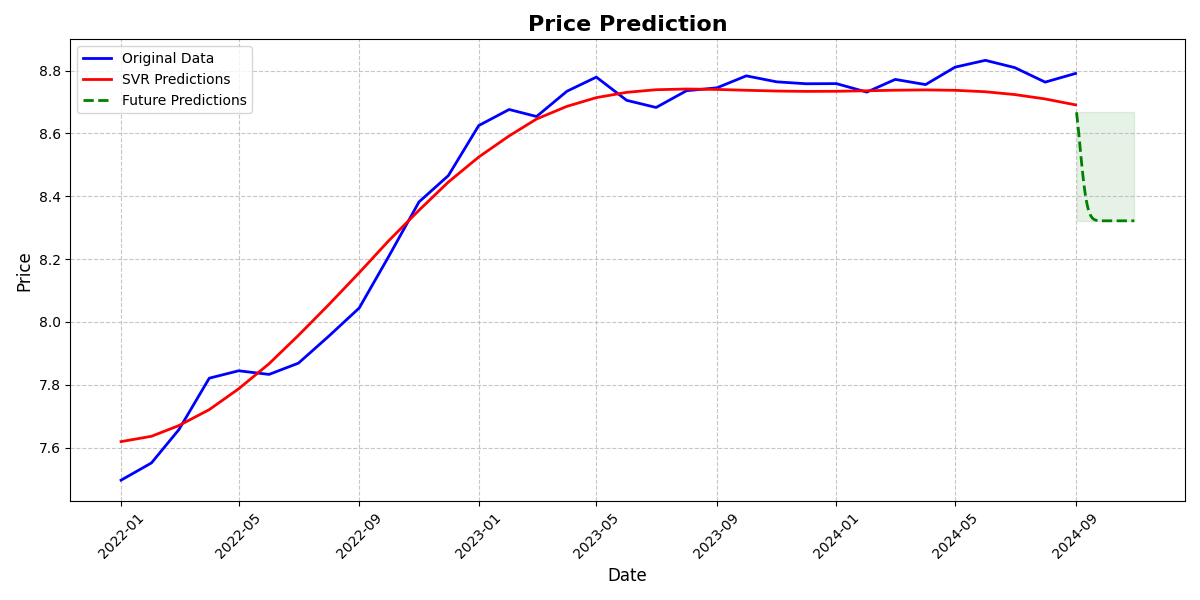 Price Prediction
Original Data
SVR Predictions
Future Predictions
Price
8.8
8.6
8.4
8.2
8.0
7.8
7.6
2022-01
2022-05
2022-09
2023-01
2023-05
2023-09
2024-01
2024-05
2024-09
Date